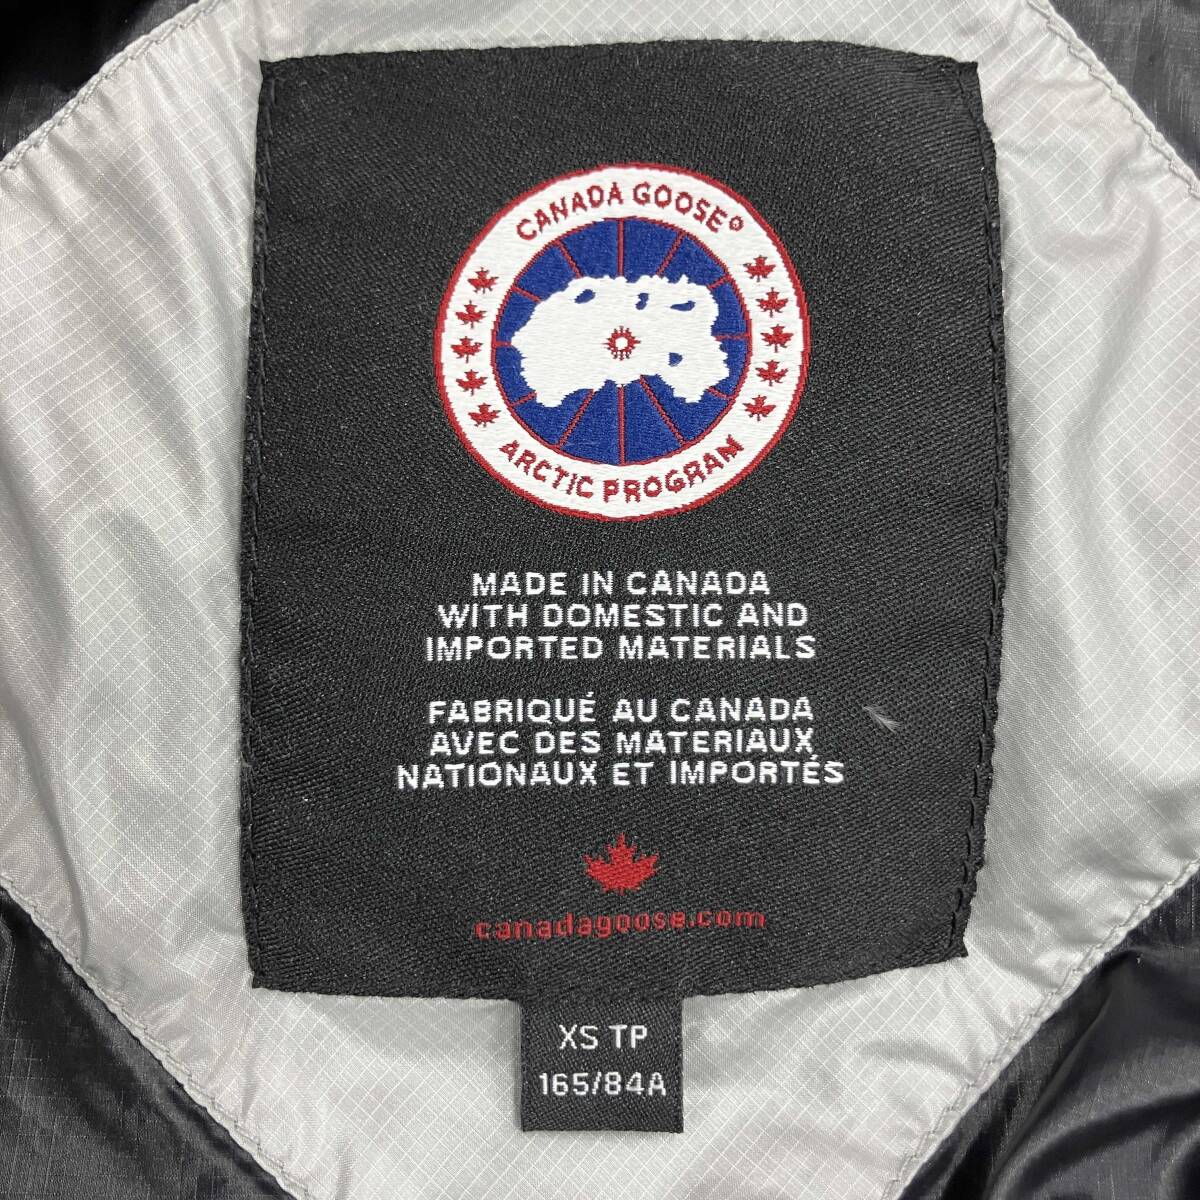 CANADA GOOSE®
ARCTIC PROGRAM
MADE IN CANADA
WITH DOMESTIC AND
IMPORTED MATERIALS
FABRIQUÉ AU CANADA
AVEC DES MATERIAUX
NATIONAUX ET IMPORTÉS
canadagoose.com
XS TP
165/84A